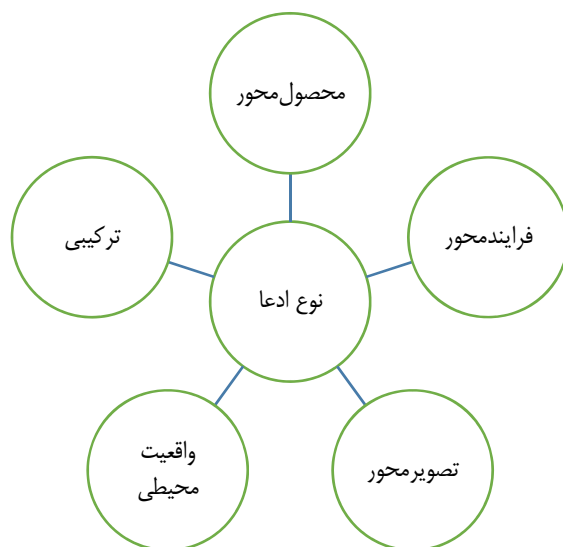 محصول‌محور
فرایندمحور
ترکیبی
نوع ادعا
واقعیت
محیطی
تصویرمحور